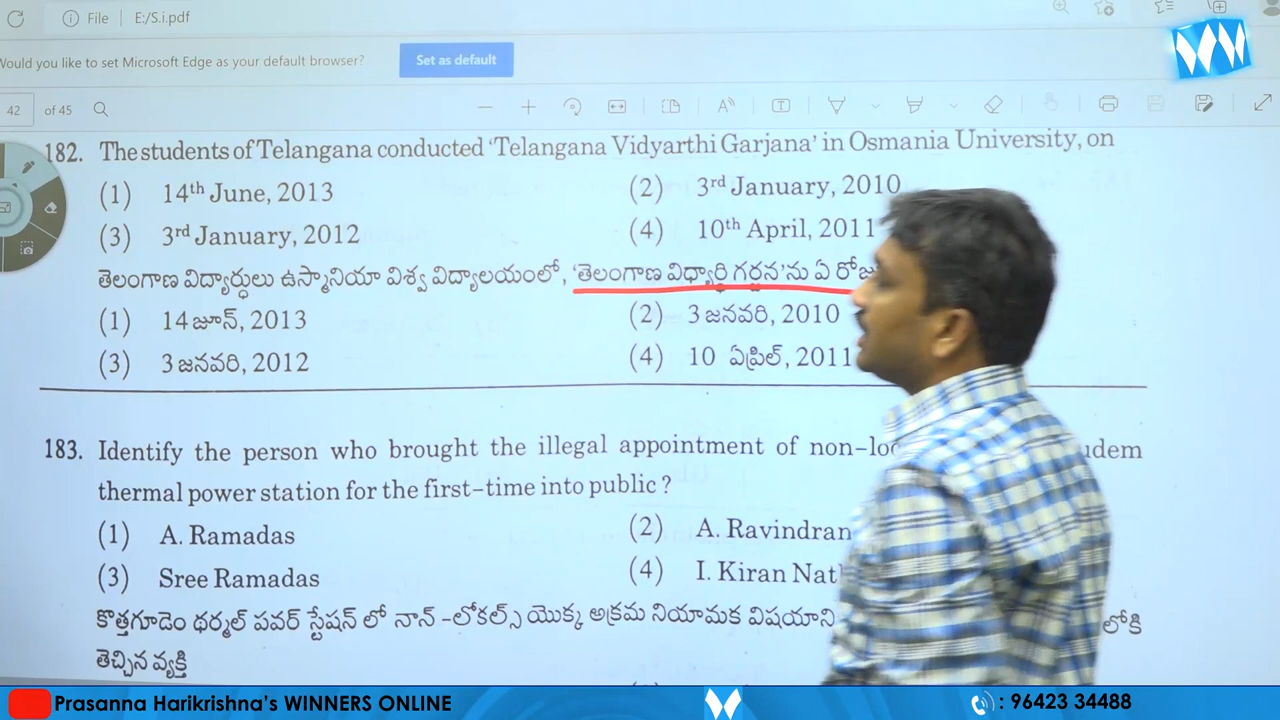 File E:/S.i.pdf
Would you like to set Microsoft Edge as your default browser? Set as default
42 of 45
182. The students of Telangana conducted 'Telangana Vidyarthi Garjana' in Osmania University, on
(1) 14th June, 2013 (2) 3rd January, 2010
(3) 3rd January, 2012 (4) 10th April, 2011
తెలంగాణ విద్యార్థులు ఉస్మానియా విశ్వ విద్యాలయంలో, 'తెలంగాణ విధ్యార్థి గర్జన'ను ఏ
(1) 14 జూన్, 2013 (2) 3 జనవరి, 2010
(3) 3 జనవరి, 2012 (4) 10 ఏప్రిల్, 2011
183. Identify the person who brought the illegal appointment of
thermal power station for the first-time into public ?
(1) A. Ramadas (2) A. Ravindran
(3) Sree Ramadas (4) I. Kiran
కొత్తగూడెం థర్మల్ పవర్ స్టేషన్ లో నాన్ -లోకల్స్ యొక్క అక్రమ నియామక లోకి
తెచ్చిన వ్యక్తి
Prasanna Harikrishna's WINNERS ONLINE : 96423 34488